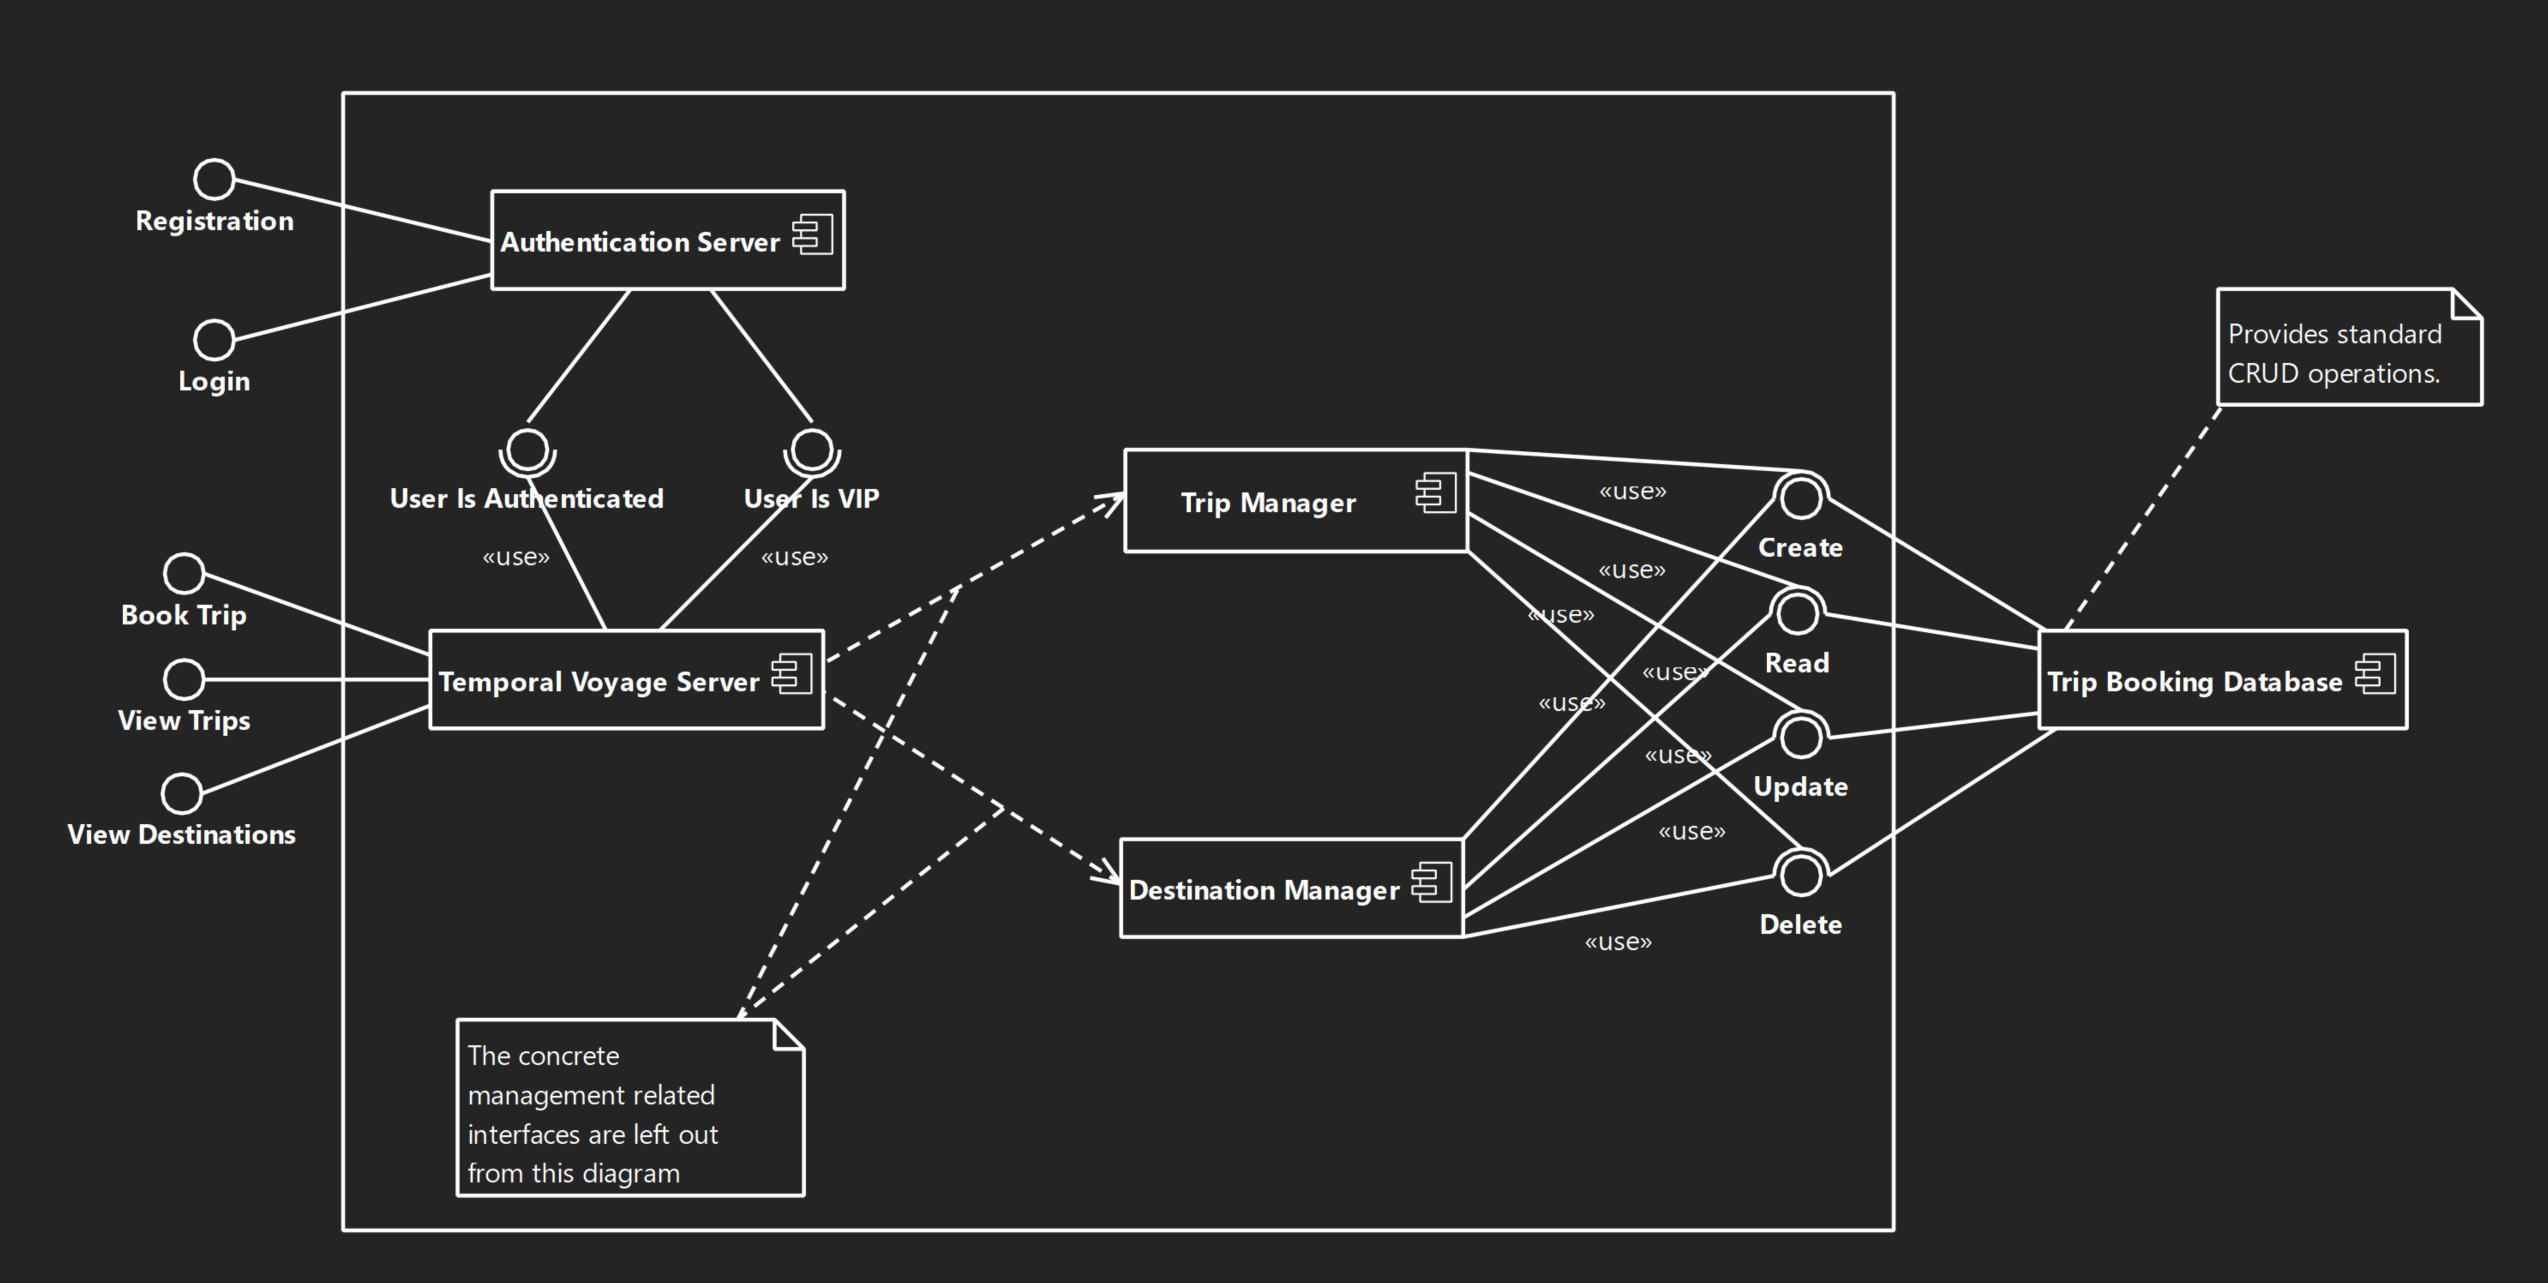 Registration
Authentication Server
Login
Provides standard
CRUD operations.
User Is Authenticated
User Is VIP
«use»
«use»
Book Trip
View Trips
View Destinations
Temporal Voyage Server
Trip Manager
Destination Manager
«use»
«use»
«use»
«use»
«use»
«use»
«use»
«use»
Create
Read
Update
Delete
Trip Booking Database
The concrete
management related
interfaces are left out
from this diagram